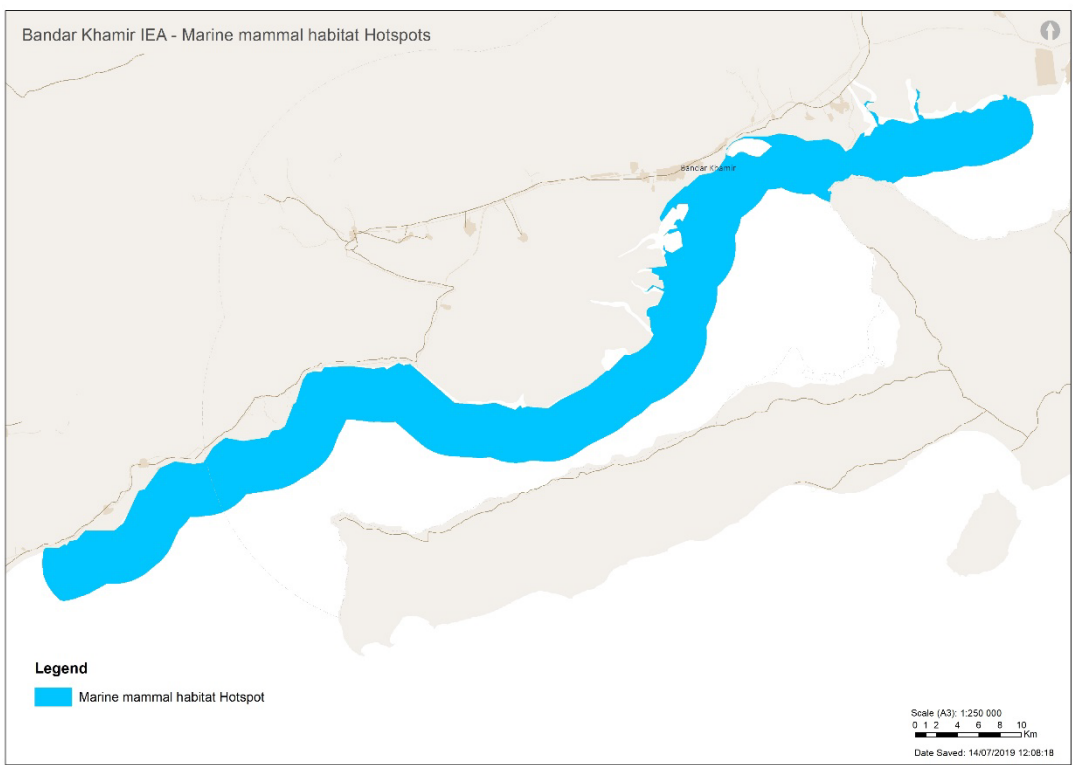 Bandar Khamir IEA - Marine mammal habitat Hotspots
Bandar Khamir
Legend
Marine mammal habitat Hotspot
Scale (A3): 1:250 000
0 1 2 4 6 8 10
Km
Date Saved: 14/07/2019 12:08:18